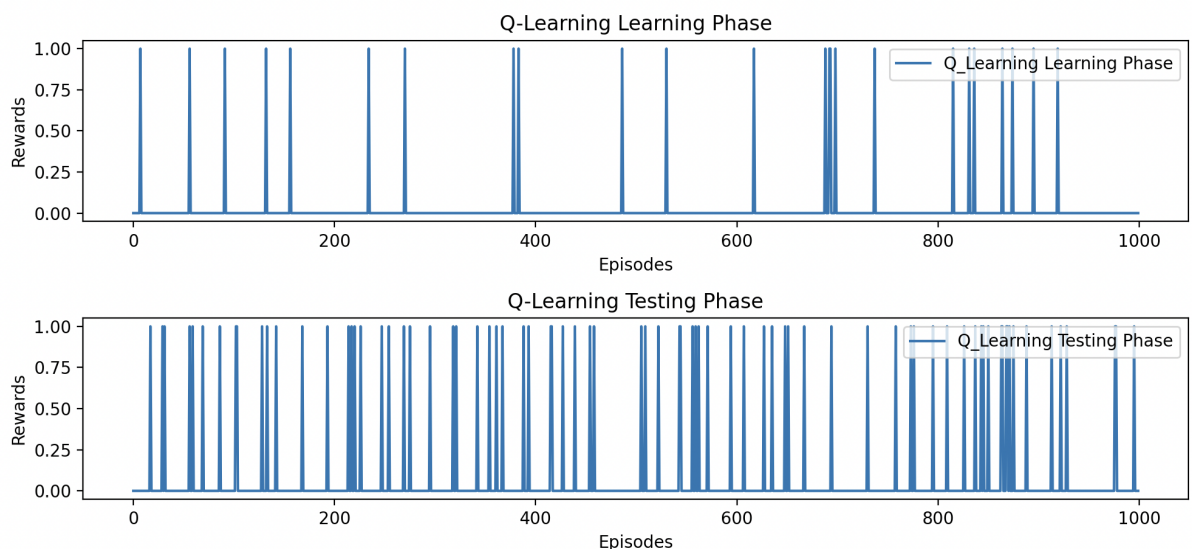 Q-Learning Learning Phase
1.00
0.75
0.50
0.25
0.00
Rewards
Q_Learning Learning Phase
0 200 400 600 800 1000
Episodes
Q-Learning Testing Phase
1.00
0.75
0.50
0.25
0.00
Rewards
Q_Learning Testing Phase
0 200 400 600 800 1000
Episodes